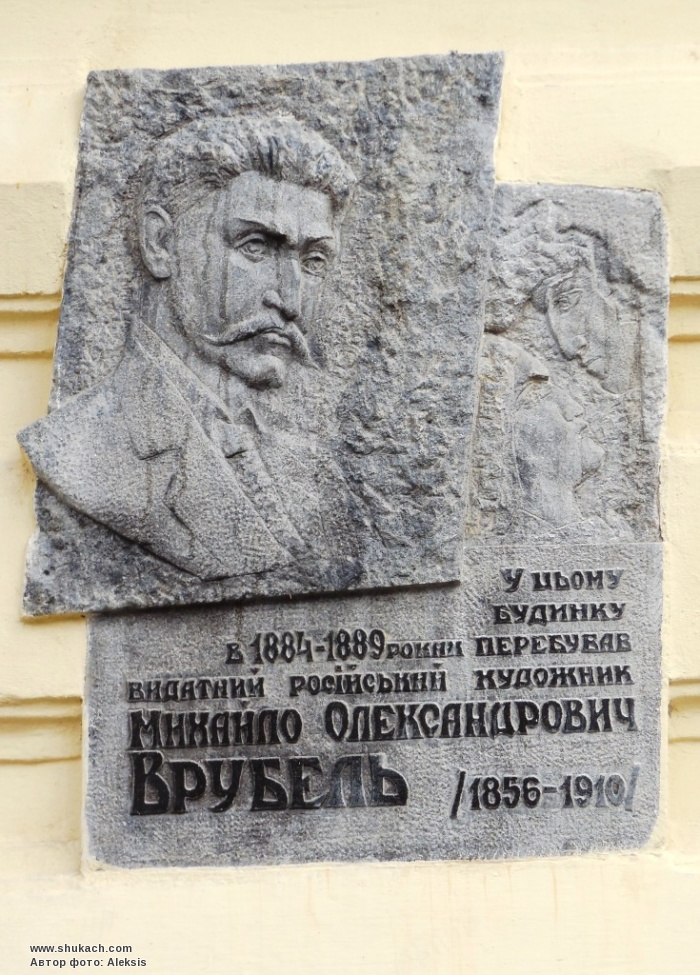 У ЦЬОМУ
БУДИНКУ
В 1884-1889 РОКАХ ПЕРЕБУВАВ
ВИДАТНИЙ РОСІЙСЬКИЙ ХУДОЖНИК
МИХАЙЛО ОЛЕКСАНДРОВИЧ
ВРУБЕЛЬ /1856-1910/
www.shukach.com
Автор фото: Aleksis